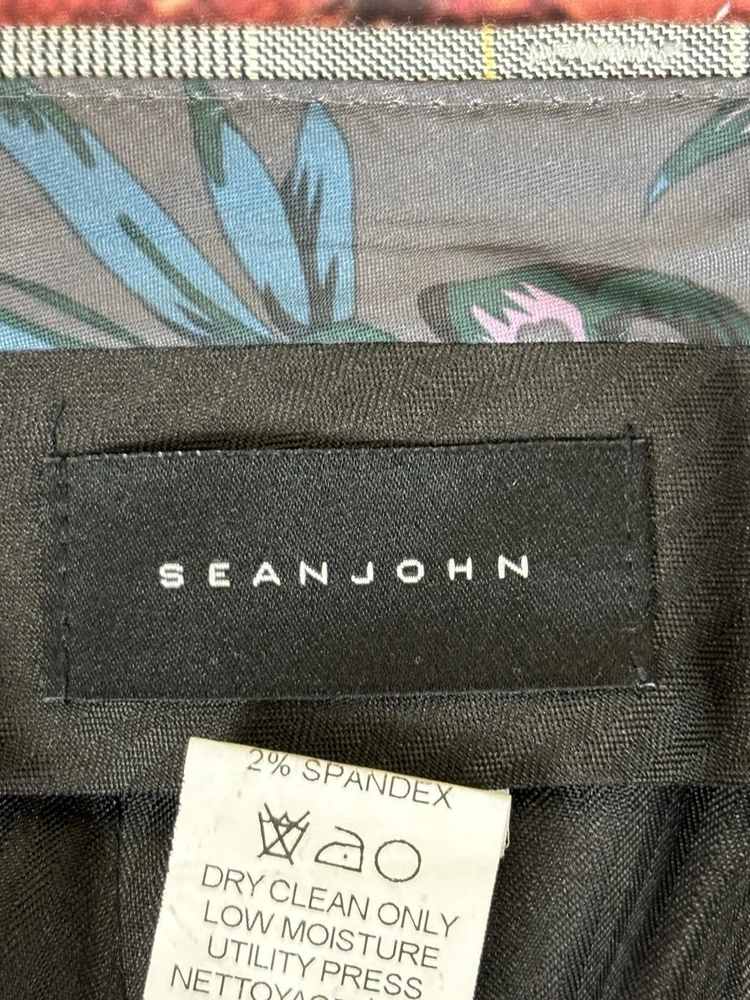 SEANJOHN
2% SPANDEX
DRY CLEAN ONLY
LOW MOISTURE
UTILITY PRESS